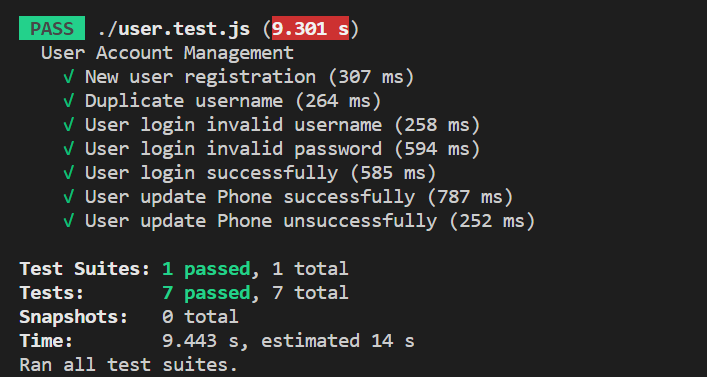 PASS ./user.test.js (9.301 s)
User Account Management
√ New user registration (307 ms)
√ Duplicate username (264 ms)
√ User login invalid username (258 ms)
√ User login invalid password (594 ms)
√ User login successfully (585 ms)
√ User update Phone successfully (787 ms)
√ User update Phone unsuccessfully (252 ms)
Test Suites: 1 passed, 1 total
Tests: 7 passed, 7 total
Snapshots: 0 total
Time: 9.443 s, estimated 14 s
Ran all test suites.